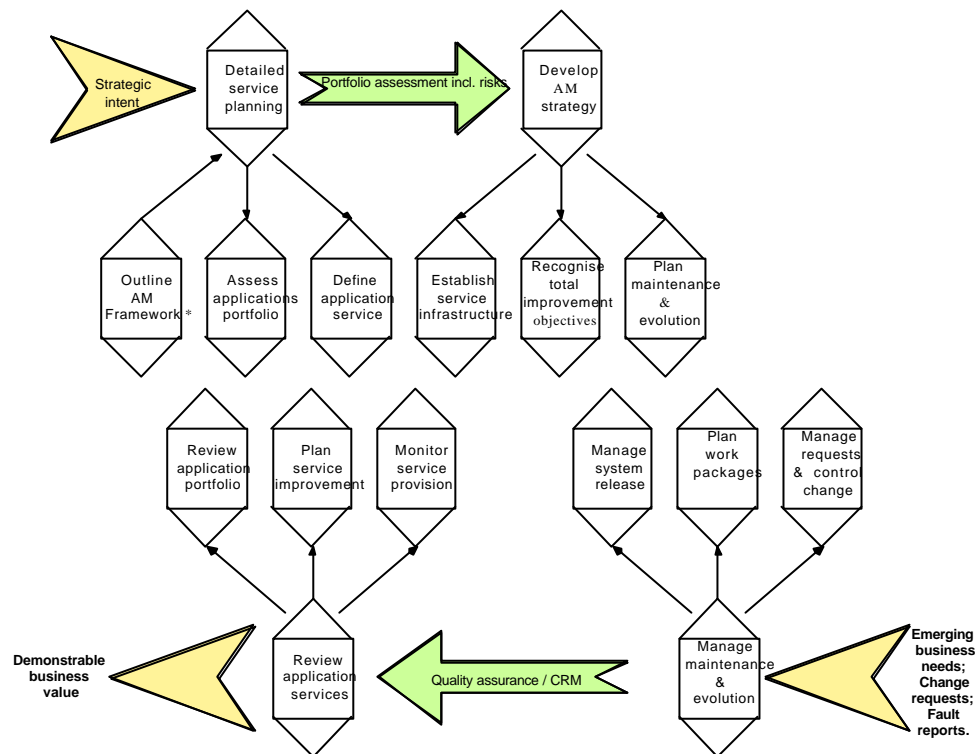 Strategic
intent
Detailed
service
planning
Portfolio assessment incl. risks
Develop
AM
strategy
Outline
AM
Framework *
Assess
applications
portfolio
Define
application
service
Establish
service
infrastructure
Recognise
total
improvement
objectives
Plan
maintenance
&
evolution
Review
application
portfolio
Plan
service
improvement
Monitor
service
provision
Manage
system
release
Plan
work
packages
Manage
requests
& control
change
Demonstrable
business
value
Review
application
services
Quality assurance / CRM
Manage
maintenance
& evolution
Emerging
business
needs;
Change
requests;
Fault
reports.